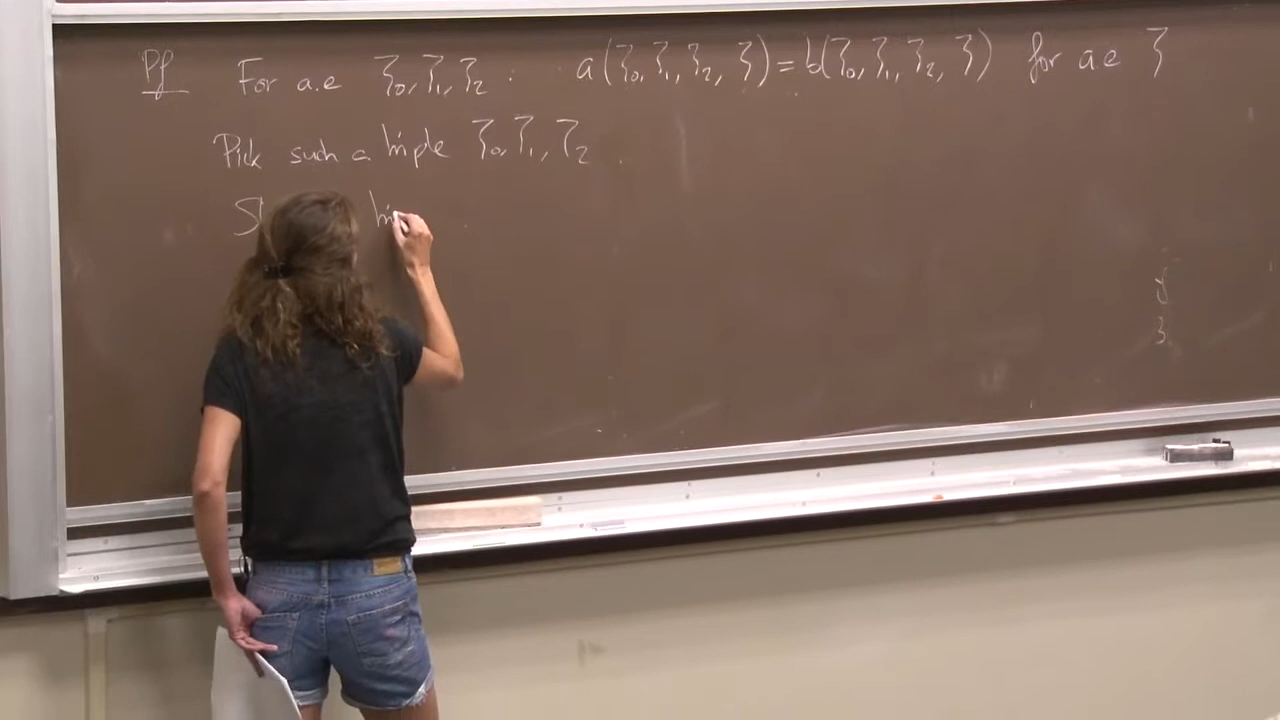 Pf For a.e ξ₀, ξ₁, ξ₂ : a(ξ₀, ξ₁, ξ₂, ξ) = b(ξ₀, ξ₁, ξ₂, ξ) for a e ξ
Pick such a triple ξ₀, ξ₁, ξ₂ .